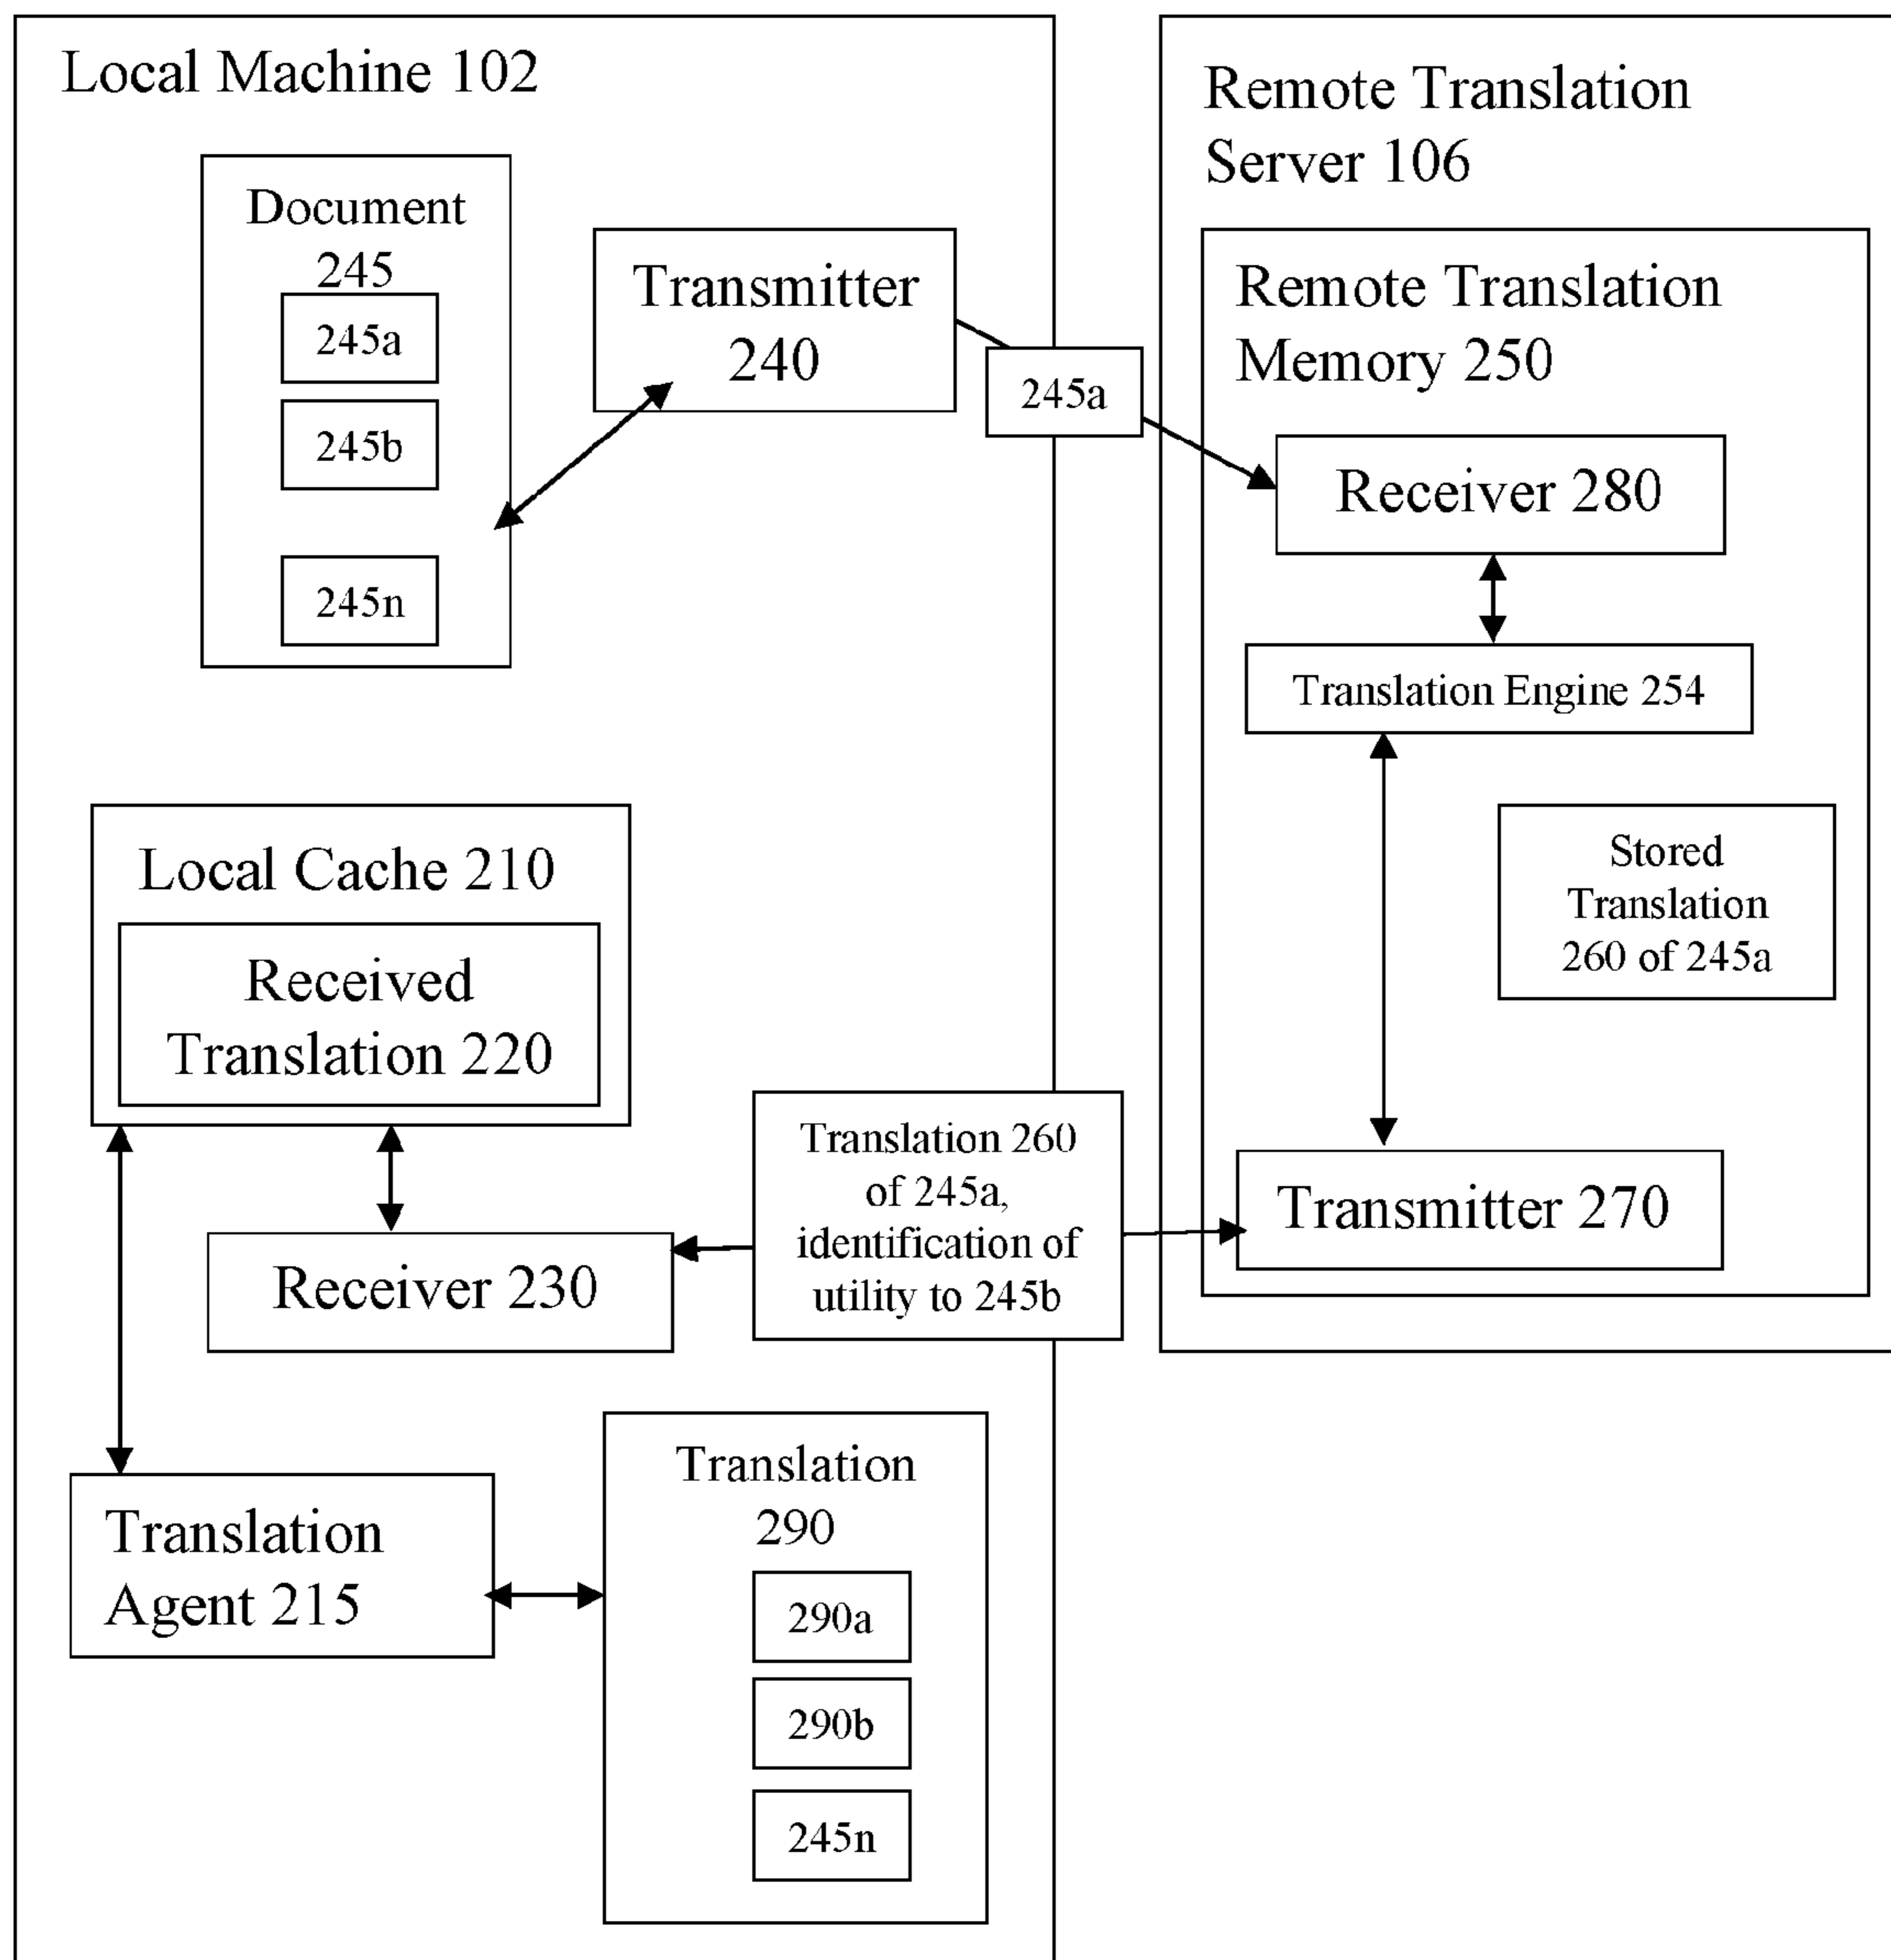 Local Machine 102
Document
245
245a
245b
245n
Transmitter
240
245a
Remote Translation
Server 106
Remote Translation
Memory 250
Receiver 280
Translation Engine 254
Stored
Translation
260 of 245a
Transmitter 270
Local Cache 210
Received
Translation 220
Translation 260
of 245a,
identification of
utility to 245b
Receiver 230
Translation
Agent 215
Translation
290
290a
290b
245n